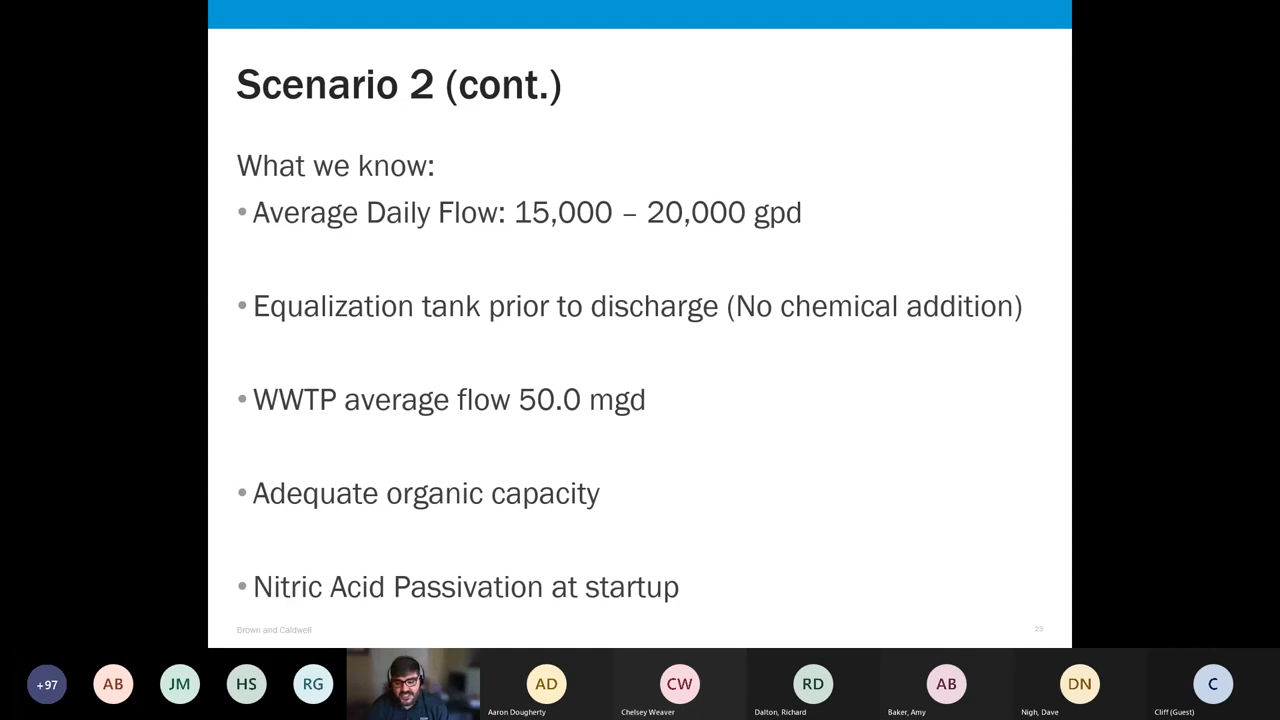 Scenario 2 (cont.)
What we know:
• Average Daily Flow: 15,000 – 20,000 gpd
• Equalization tank prior to discharge (No chemical addition)
• WWTP average flow 50.0 mgd
• Adequate organic capacity
• Nitric Acid Passivation at startup
Brown and Caldwell
23
+97
AB
JM
HS
RG
AD
CW
RD
AB
DN
C
Aaron Dougherty
Chelsey Weaver
Dalton, Richard
Baker, Amy
Nigh, Dave
Cliff (Guest)